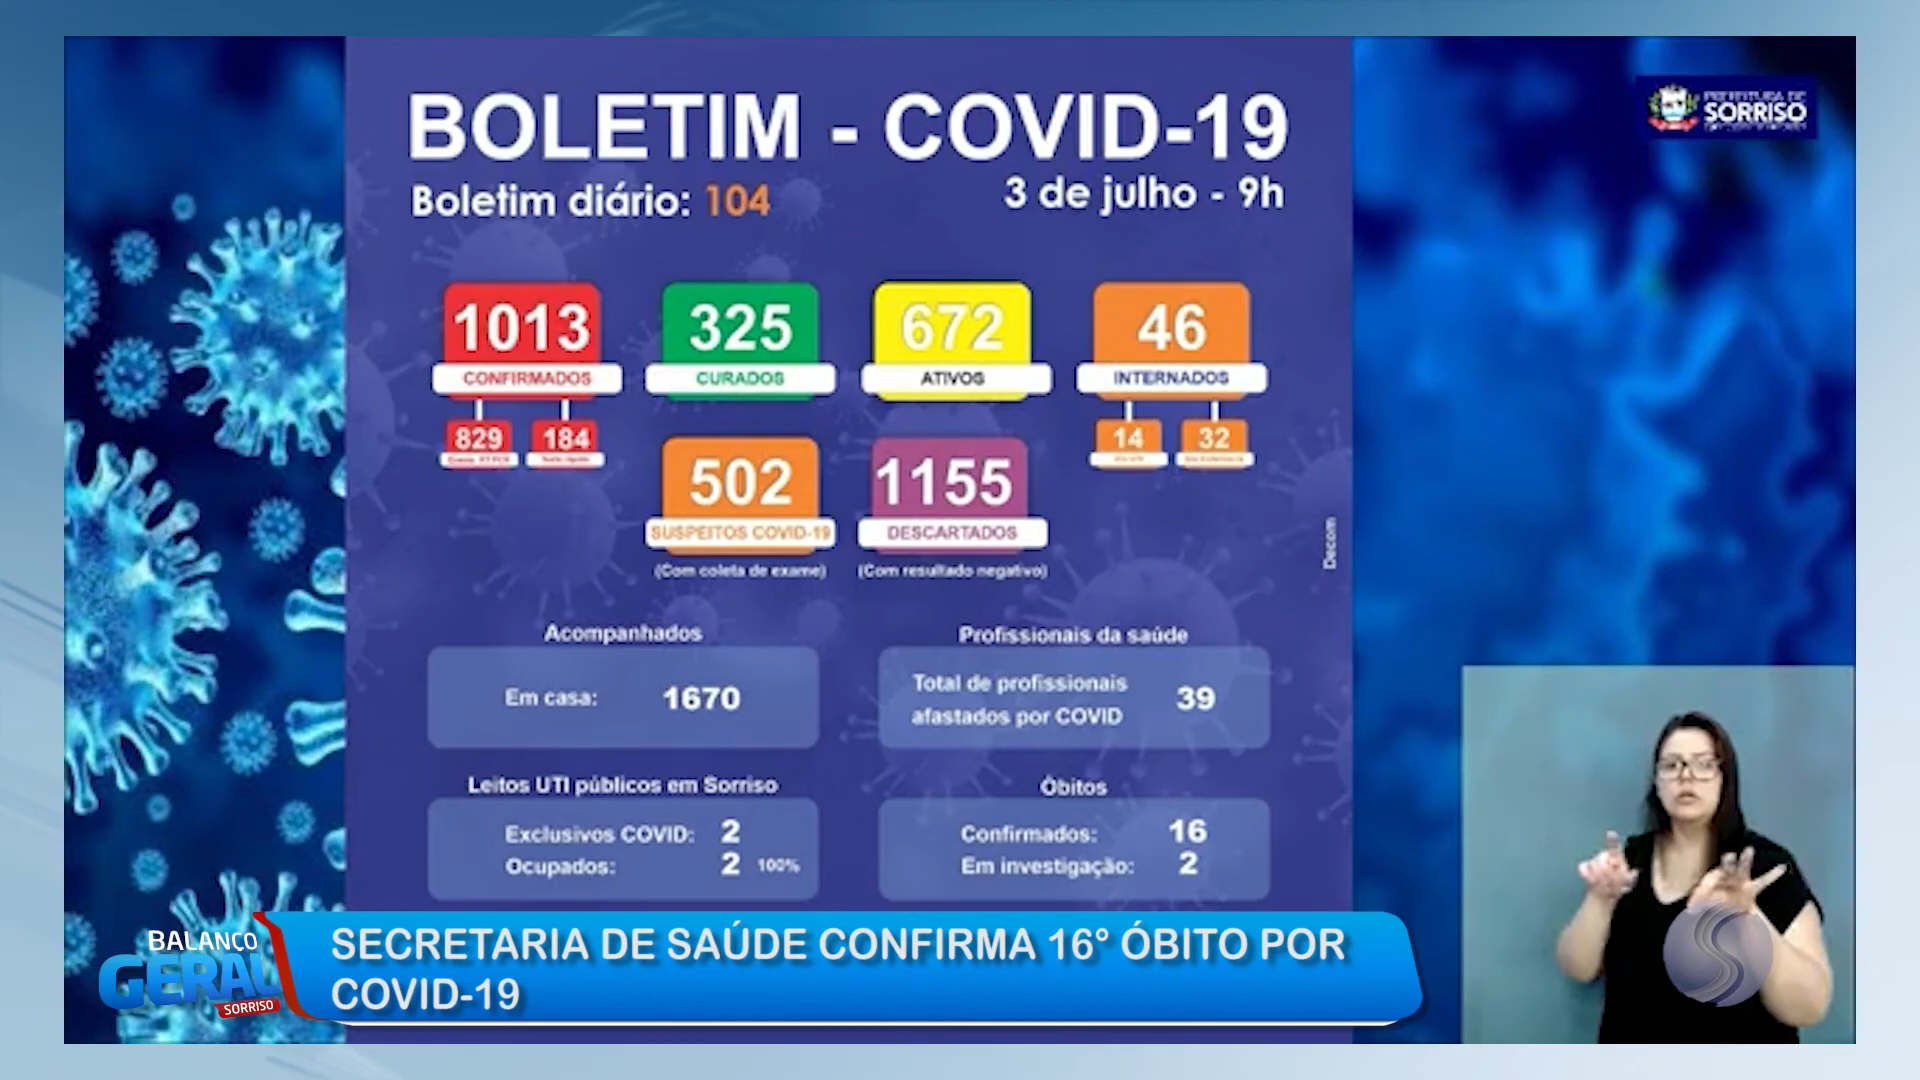 BOLETIM - COVID-19
Boletim diário: 104
3 de julho - 9h
PREFEITURA DE
SORRISO
1013
CONFIRMADOS
829
184
325
CURADOS
672
ATIVOS
46
INTERNADOS
14
32
502
SUSPEITOS COVID-19
(Com coleta de exame)
1155
DESCARTADOS
(Com resultado negativo)
Decom
Acompanhados
Em casa: 1670
Profissionais da saúde
Total de profissionais
afastados por COVID
39
Leitos UTI públicos em Sorriso
Exclusivos COVID: 2
Ocupados: 2 100%
Óbitos
Confirmados: 16
Em investigação: 2
BALANÇO
GERAL
SORRISO
SECRETARIA DE SAÚDE CONFIRMA 16° ÓBITO POR
COVID-19